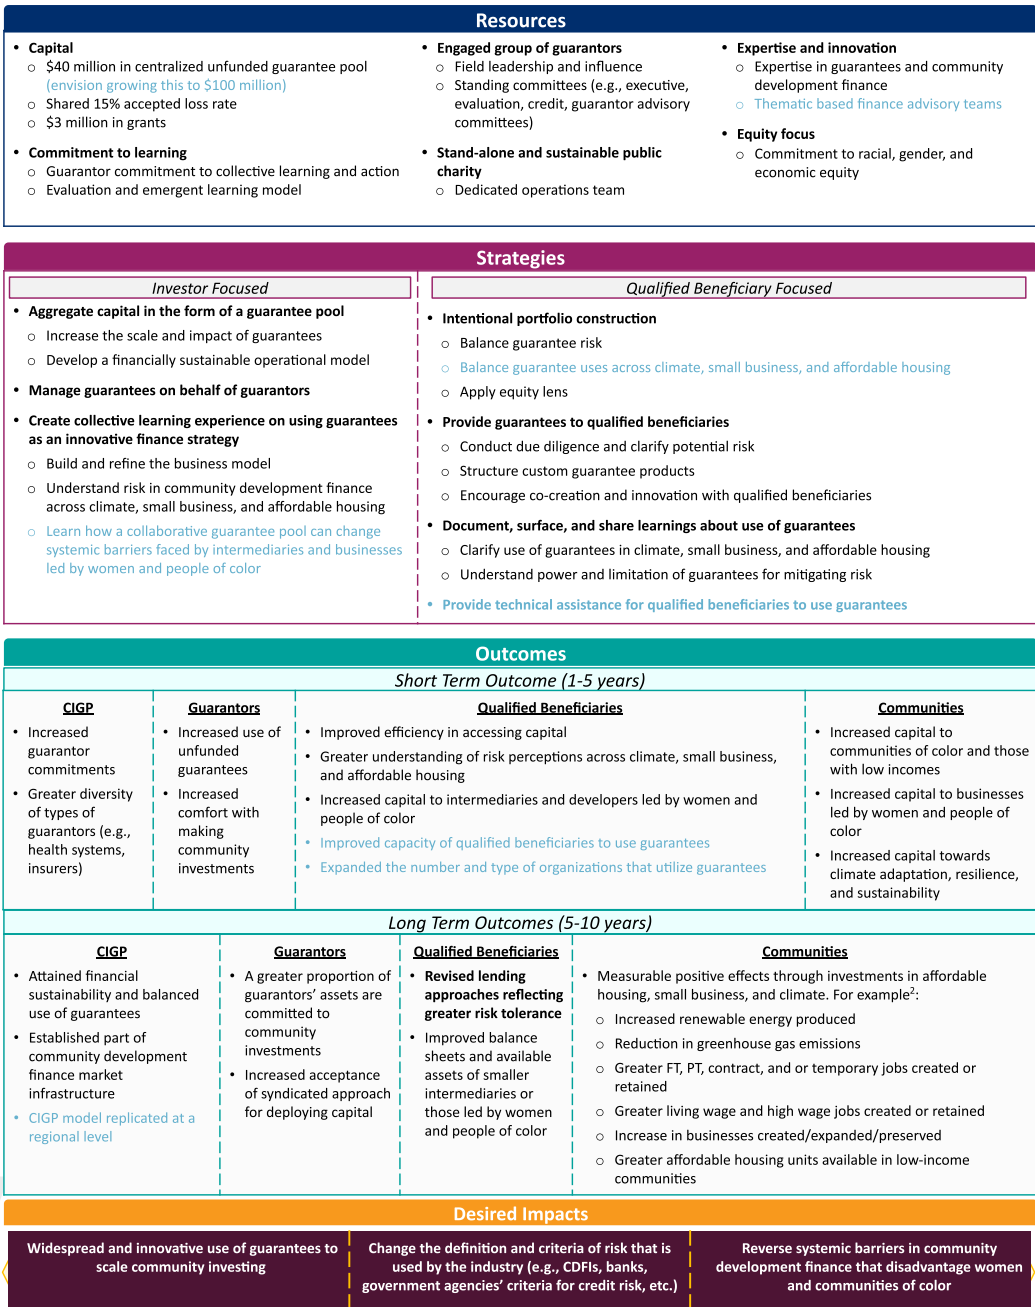 Resources
• Capital
○ $40 million in centralized unfunded guarantee pool
(envision growing this to $100 million)
○ Shared 15% accepted loss rate
○ $3 million in grants
• Commitment to learning
○ Guarantor commitment to collective learning and action
○ Evaluation and emergent learning model
• Engaged group of guarantors
○ Field leadership and influence
○ Standing committees (e.g., executive,
evaluation, credit, guarantor advisory
committees)
• Stand-alone and sustainable public
charity
○ Dedicated operations team
• Expertise and innovation
○ Expertise in guarantees and community
development finance
○ Thematic based finance advisory teams
• Equity focus
○ Commitment to racial, gender, and
economic equity
Strategies
Investor Focused
• Aggregate capital in the form of a guarantee pool
○ Increase the scale and impact of guarantees
○ Develop a financially sustainable operational model
• Manage guarantees on behalf of guarantors
• Create collective learning experience on using guarantees
as an innovative finance strategy
○ Build and refine the business model
○ Understand risk in community development finance
across climate, small business, and affordable housing
○ Learn how a collaborative guarantee pool can change
systemic barriers faced by intermediaries and businesses
led by women and people of color
Qualified Beneficiary Focused
• Intentional portfolio construction
○ Balance guarantee risk
○ Balance guarantee uses across climate, small business, and affordable housing
○ Apply equity lens
• Provide guarantees to qualified beneficiaries
○ Conduct due diligence and clarify potential risk
○ Structure custom guarantee products
○ Encourage co-creation and innovation with qualified beneficiaries
• Document, surface, and share learnings about use of guarantees
○ Clarify use of guarantees in climate, small business, and affordable housing
○ Understand power and limitation of guarantees for mitigating risk
• Provide technical assistance for qualified beneficiaries to use guarantees
Outcomes
Short Term Outcome (1-5 years)
CIGP
• Increased
guarantor
commitments
• Greater diversity
of types of
guarantors (e.g.,
health systems,
insurers)
Guarantors
• Increased use of
unfunded
guarantees
• Increased
comfort with
making
community
investments
Qualified Beneficiaries
• Improved efficiency in accessing capital
• Greater understanding of risk perceptions across climate, small business,
and affordable housing
• Increased capital to intermediaries and developers led by women and
people of color
• Improved capacity of qualified beneficiaries to use guarantees
• Expanded the number and type of organizations that utilize guarantees
Communities
• Increased capital to
communities of color and those
with low incomes
• Increased capital to businesses
led by women and people of
color
• Increased capital towards
climate adaptation, resilience,
and sustainability
Long Term Outcomes (5-10 years)
CIGP
• Attained financial
sustainability and balanced
use of guarantees
• Established part of
community development
finance market
infrastructure
• CIGP model replicated at a
regional level
Guarantors
• A greater proportion of
guarantors’ assets are
committed to
community
investments
• Increased acceptance
of syndicated approach
for deploying capital
Qualified Beneficiaries
• Revised lending
approaches reflecting
greater risk tolerance
• Improved balance
sheets and available
assets of smaller
intermediaries or
those led by women
and people of color
Communities
• Measurable positive effects through investments in affordable
housing, small business, and climate. For example²:
○ Increased renewable energy produced
○ Reduction in greenhouse gas emissions
○ Greater FT, PT, contract, and or temporary jobs created or
retained
○ Greater living wage and high wage jobs created or retained
○ Increase in businesses created/expanded/preserved
○ Greater affordable housing units available in low-income
communities
Desired Impacts
Widespread and innovative use of guarantees to
scale community investing
Change the definition and criteria of risk that is
used by the industry (e.g., CDFIs, banks,
government agencies’ criteria for credit risk, etc.)
Reverse systemic barriers in community
development finance that disadvantage women
and communities of color